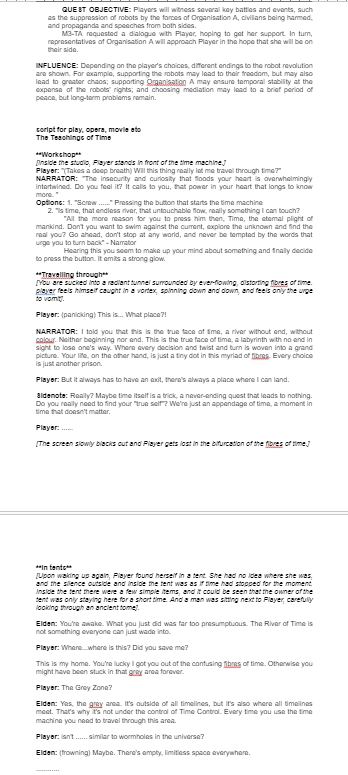 QUEST OBJECTIVE: Players will witness several key battles and events, such
as the suppression of robots by the forces of Organisation A, civilians being harmed,
and propaganda and speeches from both sides.
M3-TA requested a dialogue with Player, hoping to get her support. In turn,
representatives of Organisation A will approach Player in the hope that she will be on
their side.
INFLUENCE: Depending on the player's choices, different endings to the robot revolution
are shown. For example, supporting the robots may lead to their freedom, but may also
lead to greater chaos; supporting Organisation A may ensure temporal stability at the
expense of the robots' rights; and choosing mediation may lead to a brief period of
peace, but long-term problems remain.
script for play, opera, movie etc
The Teachings of Time
**Workshop**
[Inside the studio, Player stands in front of the time machine.]
Player: "(Takes a deep breath) Will this thing really let me travel through time?"
NARRATOR: "The insecurity and curiosity that floods your heart is overwhelmingly
intertwined. Do you feel it? It calls to you, that power in your heart that longs to know
more. "
Options: 1. "Screw ......" Pressing the button that starts the time machine
2. "Is time, that endless river, that untouchable flow, really something I can touch?
"All the more reason for you to press him then, Time, the eternal plight of
mankind. Don't you want to swim against the current, explore the unknown and find the
real you? Go ahead, don't stop at any world, and never be tempted by the words that
urge you to turn back" - Narrator
Hearing this you seem to make up your mind about something and finally decide
to press the button. It emits a strong glow.
**Travelling through**
[You are sucked into a radiant tunnel surrounded by ever-flowing, distorting fibres of time.
player feels himself caught in a vortex, spinning down and down, and feels only the urge
to vomit].
Player: (panicking) This is... What place?!
NARRATOR: I told you that this is the true face of time, a river without end, without
colour. Neither beginning nor end. This is the true face of time, a labyrinth with no end in
sight to lose one's way. Where every decision and twist and turn is woven into a grand
picture. Your life, on the other hand, is just a tiny dot in this myriad of fibres. Every choice
is just another prison.
Player: But it always has to have an exit, there's always a place where I can land.
Sidenote: Really? Maybe time itself is a trick, a never-ending quest that leads to nothing.
Do you really need to find your "true self"? We're just an appendage of time, a moment in
time that doesn't matter.
Player: ......
[The screen slowly blacks out and Player gets lost in the bifurcation of the fibres of time.]
**In tents**
[Upon waking up again, Player found herself in a tent. She had no idea where she was,
and the silence outside and inside the tent was as if time had stopped for the moment.
Inside the tent there were a few simple items, and it could be seen that the owner of the
tent was only staying here for a short time. And a man was sitting next to Player, carefully
looking through an ancient tome].
Elden: You're awake. What you just did was far too presumptuous. The River of Time is
not something everyone can just wade into.
Player: Where...where is this? Did you save me?
This is my home. You're lucky I got you out of the confusing fibres of time. Otherwise you
might have been stuck in that grey area forever.
Player: The Grey Zone?
Elden: Yes, the grey area. It's outside of all timelines, but it's also where all timelines
meet. That's why it's not under the control of Time Control. Every time you use the time
machine you need to travel through this area.
Player: isn't ...... similar to wormholes in the universe?
Elden: (frowning) Maybe. There's empty, limitless space everywhere.